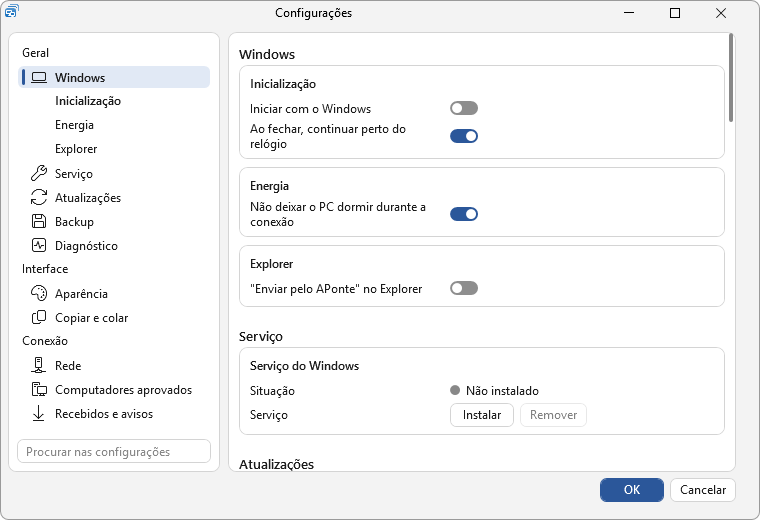 Configurações
Geral
Windows
Inicialização
Energia
Explorer
Serviço
Atualizações
Backup
Diagnóstico
Interface
Aparência
Copiar e colar
Conexão
Rede
Computadores aprovados
Recebidos e avisos
Procurar nas configurações
Windows
Inicialização
Iniciar com o Windows
Ao fechar, continuar perto do
relógio
Energia
Não deixar o PC dormir durante a
conexão
Explorer
"Enviar pelo APonte" no Explorer
Serviço
Serviço do Windows
Situação
Não instalado
Serviço
Instalar
Remover
Atualizações
OK
Cancelar